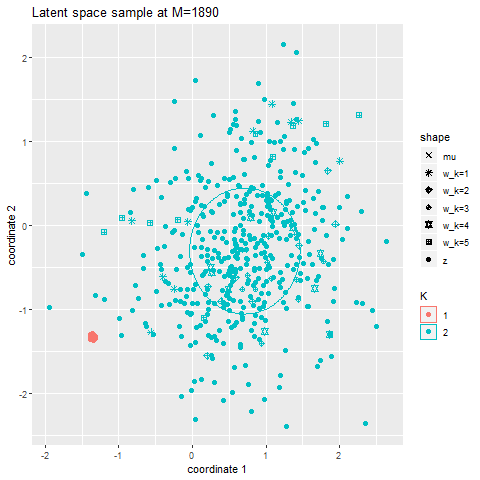 Latent space sample at M=1890
coordinate 2
2
1
0
-1
-2
-2
-1
0
1
2
coordinate 1
shape
mu
w_k=1
w_k=2
w_k=3
w_k=4
w_k=5
z
K
1
2